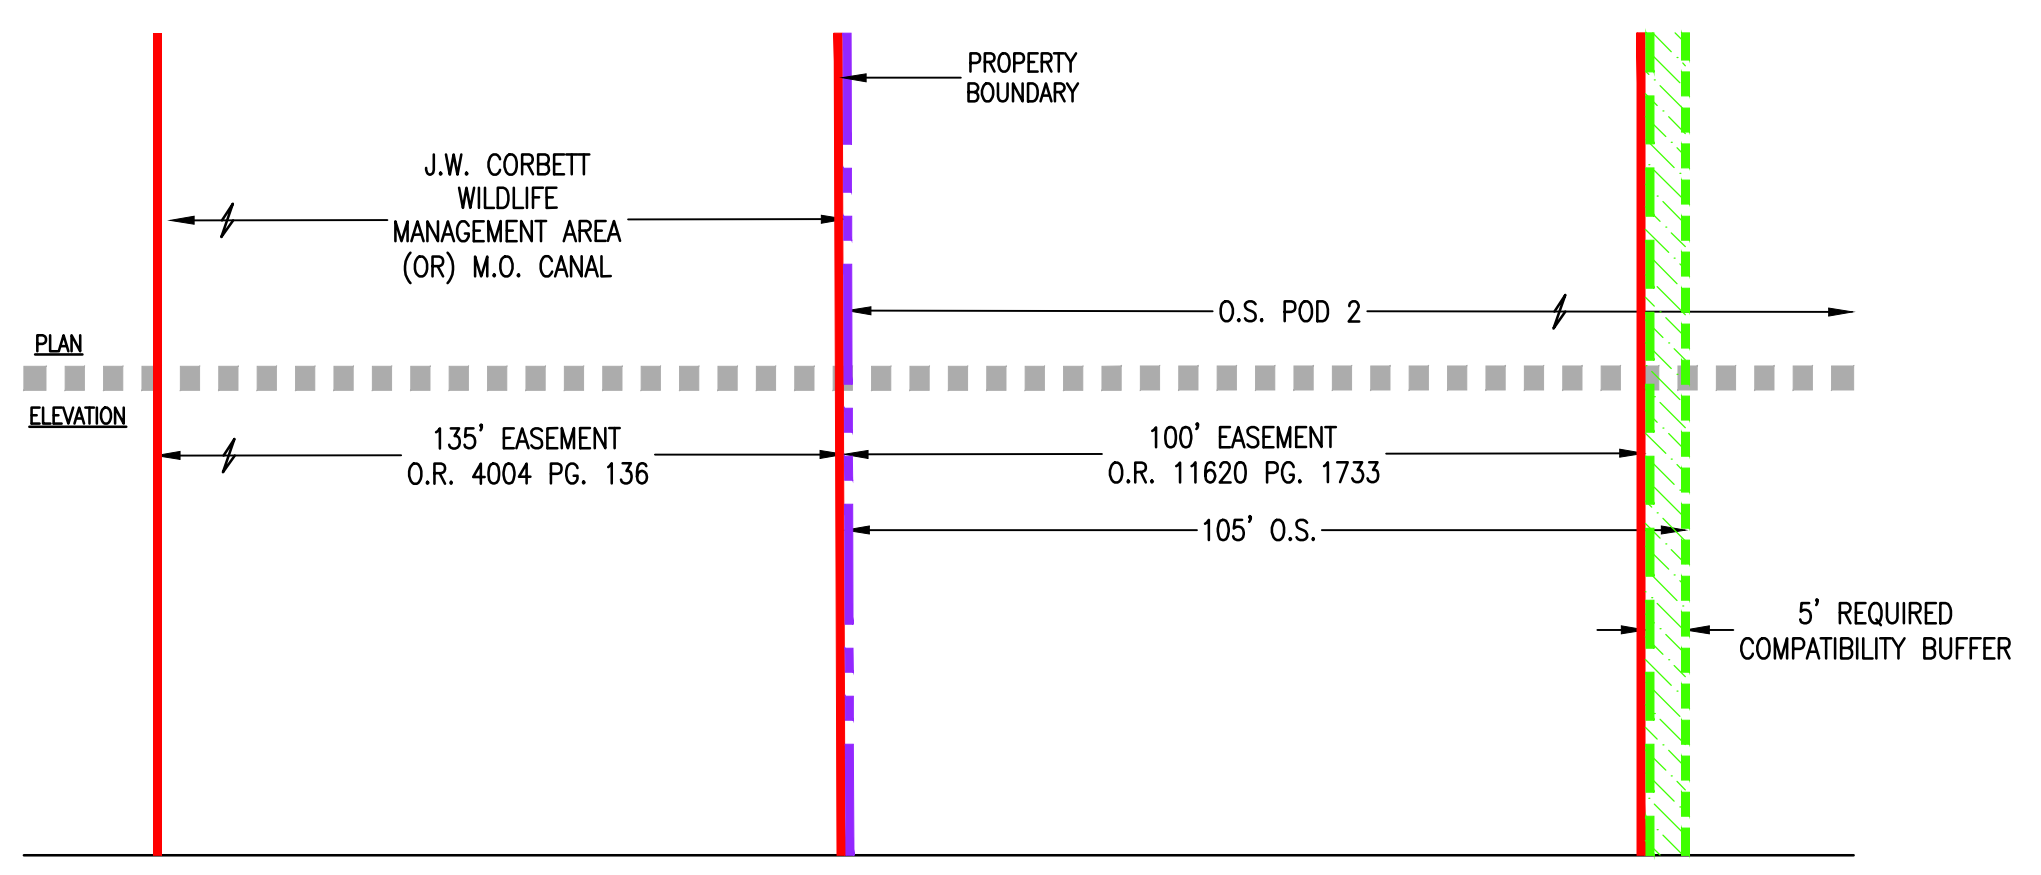 PROPERTY
BOUNDARY
J.W. CORBETT
WILDLIFE
MANAGEMENT AREA
(OR) M.O. CANAL
O.S. POD 2
PLAN
ELEVATION
135' EASEMENT
O.R. 4004 PG. 136
100' EASEMENT
O.R. 11620 PG. 1733
105' O.S.
5' REQUIRED
COMPATIBILITY BUFFER